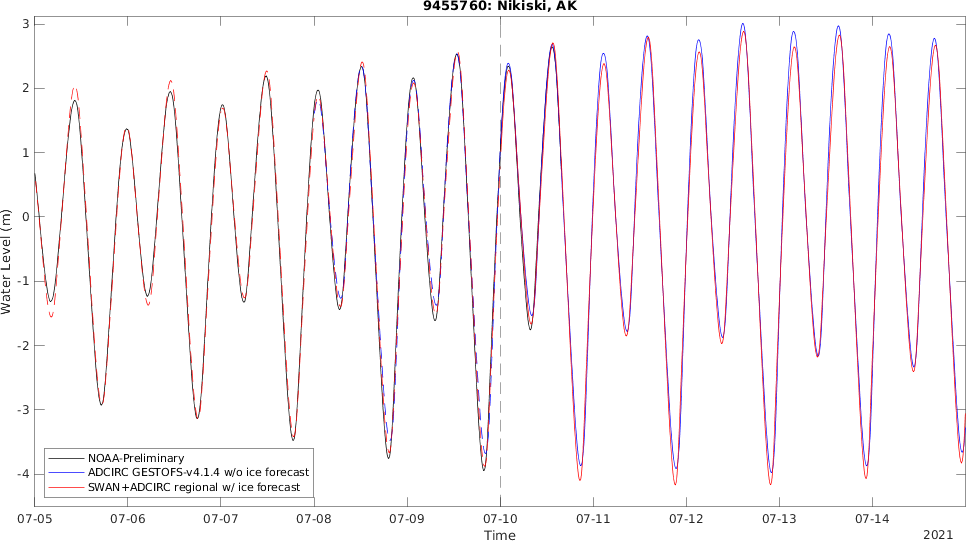 9455760: Nikiski, AK
3
2
1
0
-1
-2
-3
-4
Water Level (m)
NOAA-Preliminary
ADCIRC GESTOFS-v4.1.4 w/o ice forecast
SWAN+ADCIRC regional w/ ice forecast
07-05 07-06 07-07 07-08 07-09 07-10 07-11 07-12 07-13 07-14
Time
2021